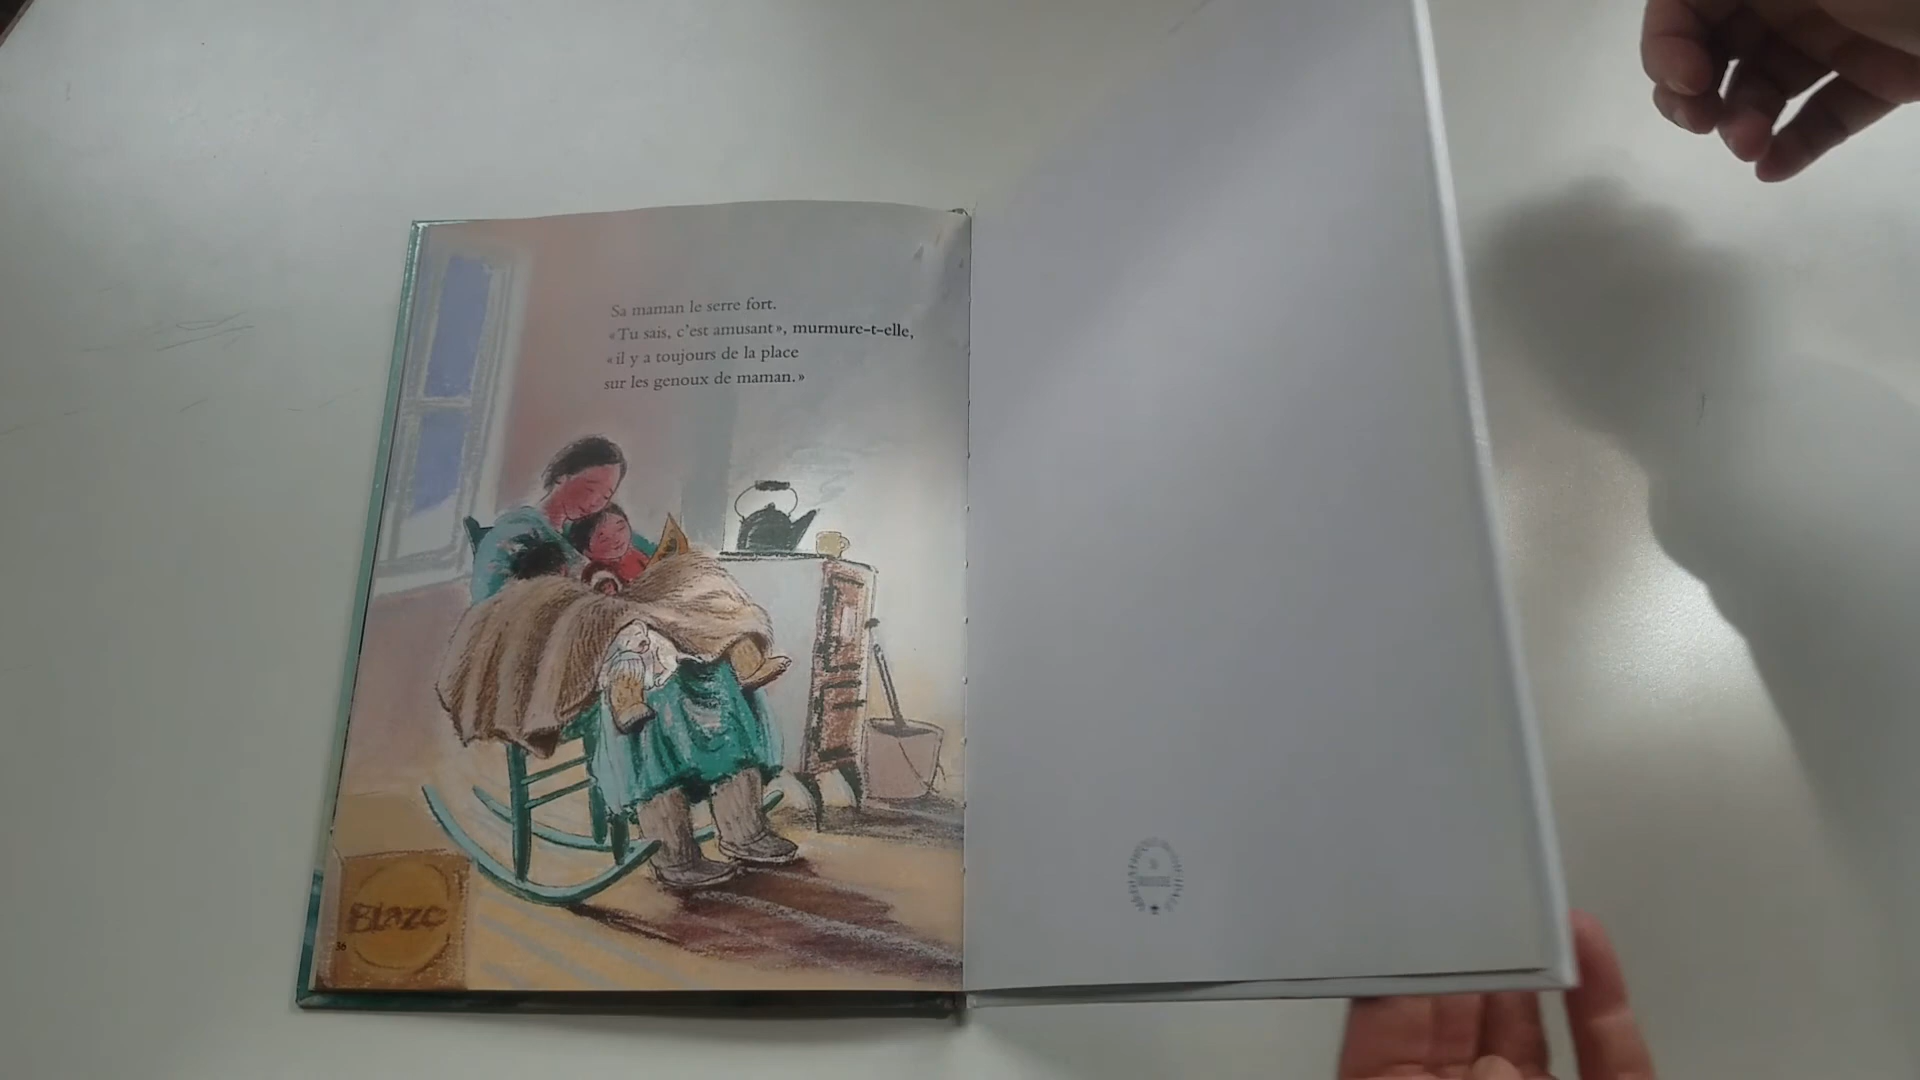 Sa maman le serre fort.
«Tu sais, c'est amusant», murmure-t-elle,
«il y a toujours de la place
sur les genoux de maman.»
Blaze
36